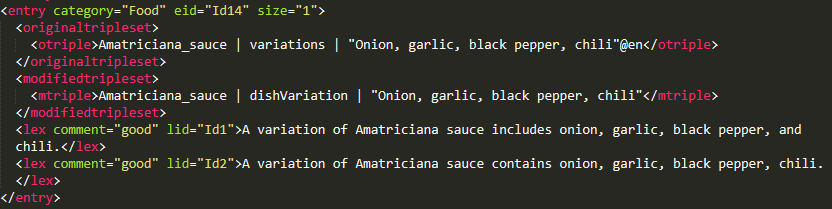 <entry category="Food" eid="Id14" size="1">
<originaltripleset>
<otriple>Amatriciana_sauce | variations | "Onion, garlic, black pepper, chili"@en</otriple>
</originaltripleset>
<modifiedtripleset>
<mtriple>Amatriciana_sauce | dishVariation | "Onion, garlic, black pepper, chili"</mtriple>
</modifiedtripleset>
<lex comment="good" lid="Id1">A variation of Amatriciana sauce includes onion, garlic, black pepper, and
chili.</lex>
<lex comment="good" lid="Id2">A variation of Amatriciana sauce contains onion, garlic, black pepper, chili.
</lex>
</entry>